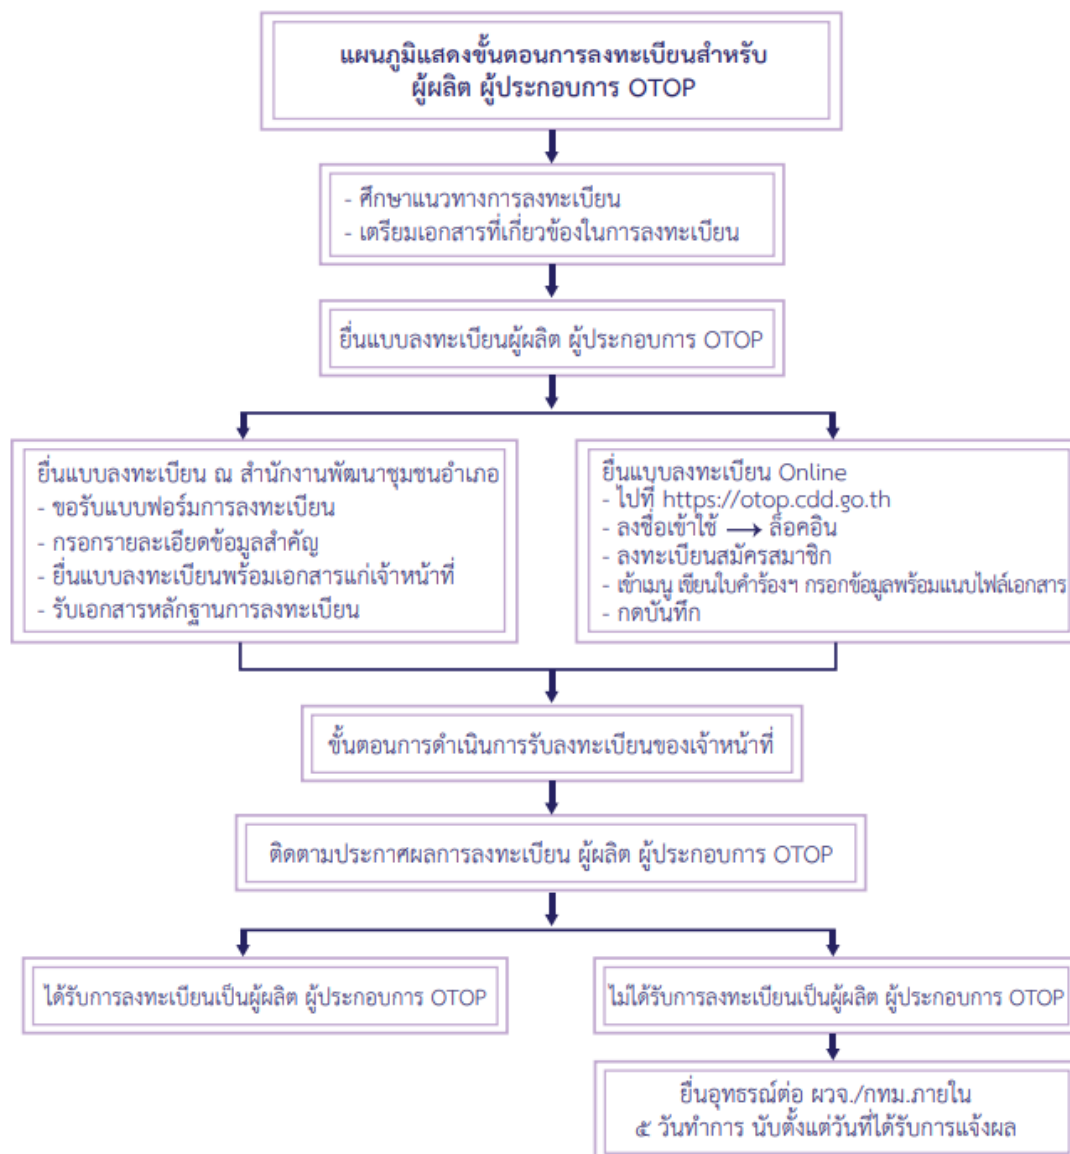 แผนภูมิแสดงขั้นตอนการลงทะเบียนสำหรับ
ผู้ผลิต ผู้ประกอบการ OTOP
- ศึกษาแนวทางการลงทะเบียน
- เตรียมเอกสารที่เกี่ยวข้องในการลงทะเบียน
ยื่นแบบลงทะเบียนผู้ผลิต ผู้ประกอบการ OTOP
ยื่นแบบลงทะเบียน ณ สำนักงานพัฒนาชุมชนอำเภอ
- ขอรับแบบฟอร์มการลงทะเบียน
- กรอกรายละเอียดข้อมูลสำคัญ
- ยื่นแบบลงทะเบียนพร้อมเอกสารแก่เจ้าหน้าที่
- รับเอกสารหลักฐานการลงทะเบียน
ยื่นแบบลงทะเบียน Online
- ไปที่ https://otop.cdd.go.th
- ลงชื่อเข้าใช้ → ล็อคอิน
- ลงทะเบียนสมัครสมาชิก
- เข้าเมนู เขียนใบคำร้องฯ กรอกข้อมูลพร้อมแนบไฟล์เอกสาร
- กดบันทึก
ขั้นตอนการดำเนินการรับลงทะเบียนของเจ้าหน้าที่
ติดตามประกาศผลการลงทะเบียน ผู้ผลิต ผู้ประกอบการ OTOP
ได้รับการลงทะเบียนเป็นผู้ผลิต ผู้ประกอบการ OTOP
ไม่ได้รับการลงทะเบียนเป็นผู้ผลิต ผู้ประกอบการ OTOP
ยื่นอุทธรณ์ต่อ ผวจ./กทม.ภายใน
๕ วันทำการ นับตั้งแต่วันที่ได้รับการแจ้งผล